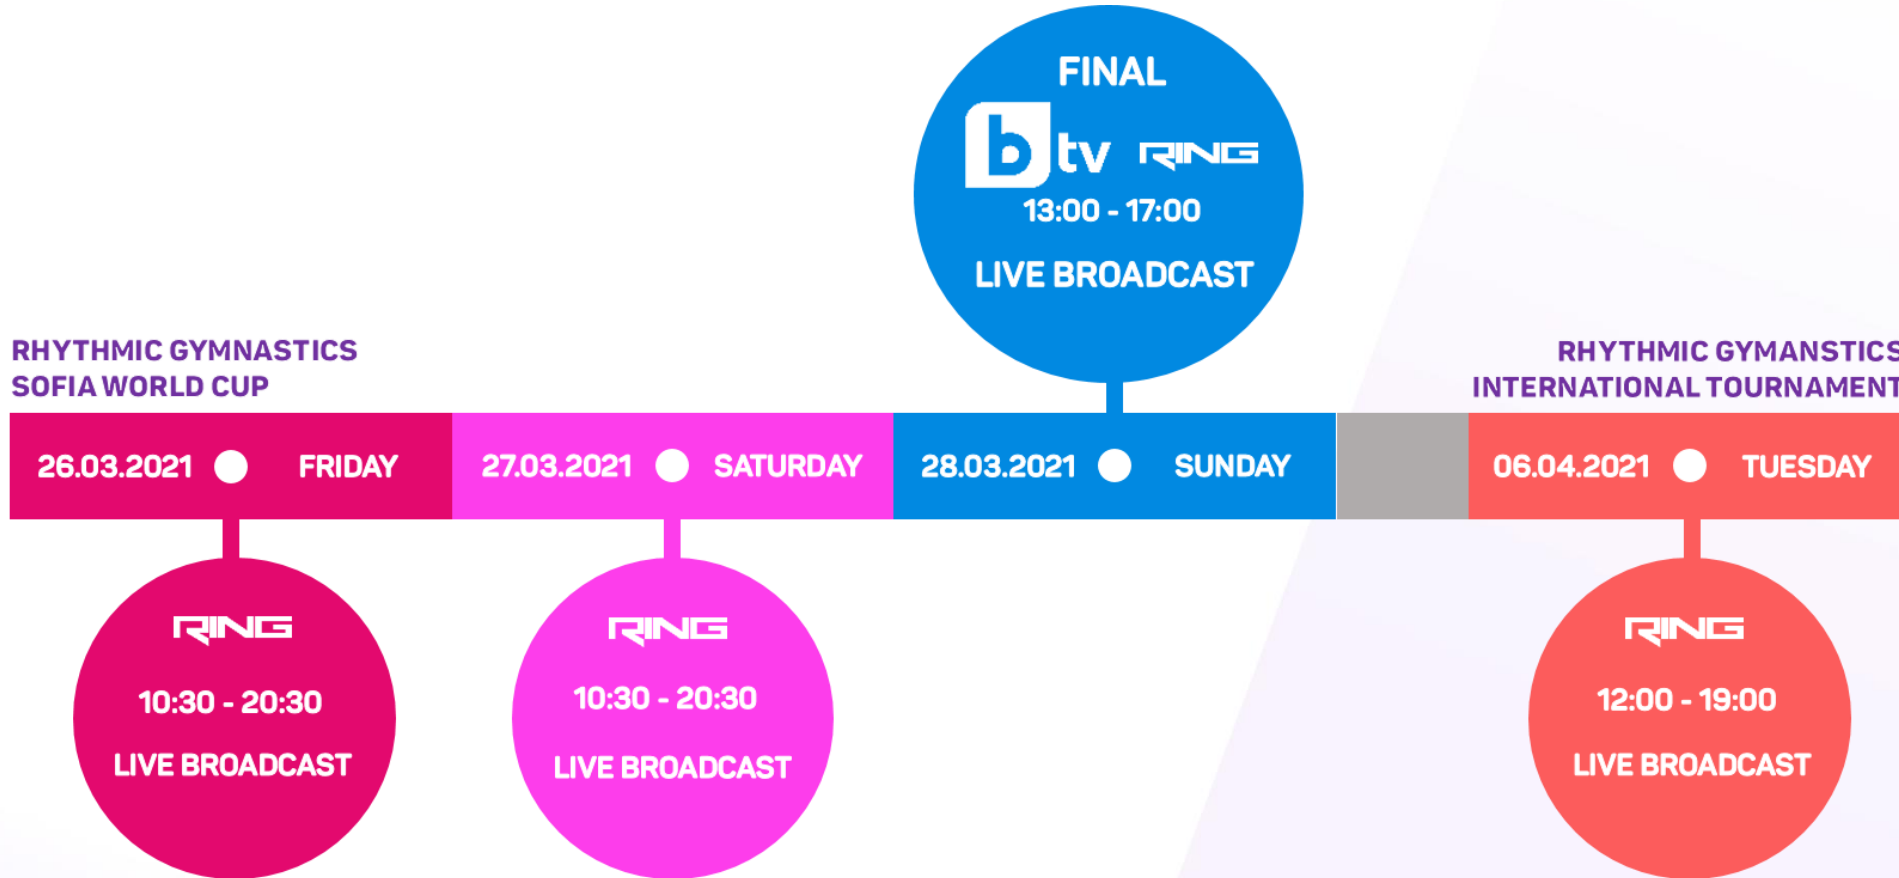 FINAL
b tv RING
13:00 - 17:00
LIVE BROADCAST
RHYTHMIC GYMNASTICS
SOFIA WORLD CUP
RHYTHMIC GYMANSTICS
INTERNATIONAL TOURNAMENT
26.03.2021 FRIDAY
27.03.2021 SATURDAY
28.03.2021 SUNDAY
06.04.2021 TUESDAY
RING
10:30 - 20:30
LIVE BROADCAST
RING
10:30 - 20:30
LIVE BROADCAST
RING
12:00 - 19:00
LIVE BROADCAST